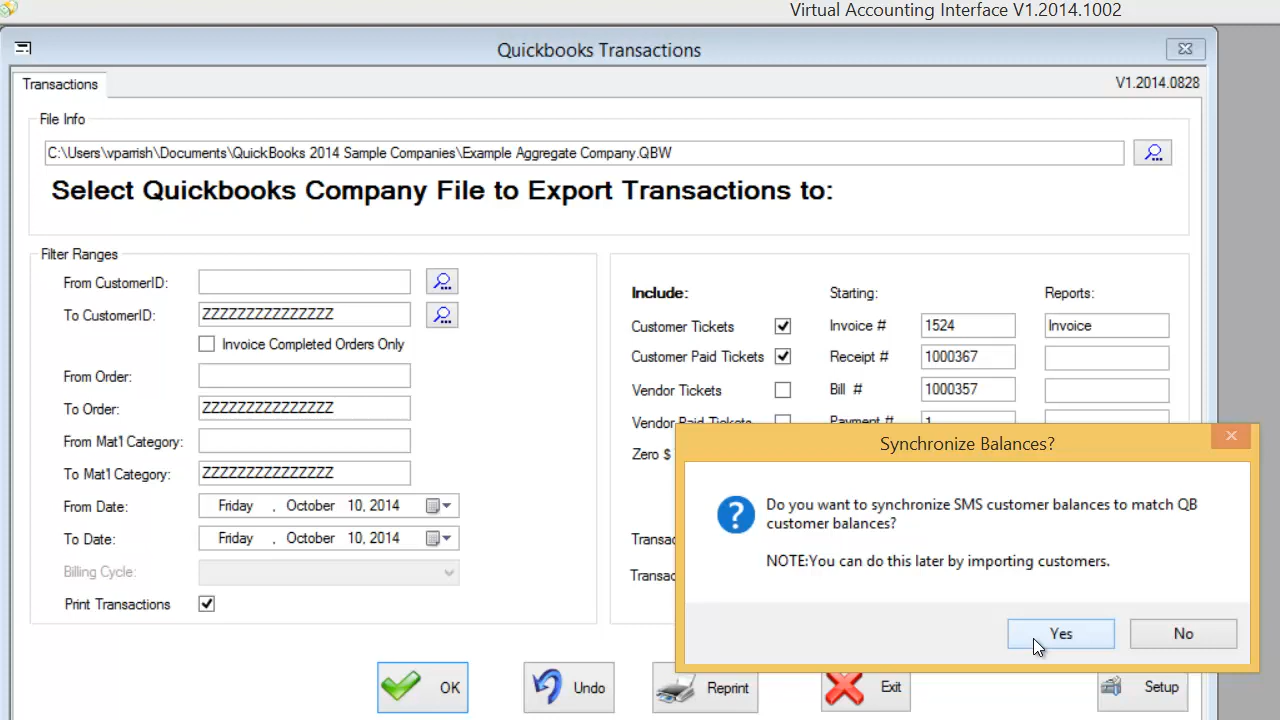 Virtual Accounting Interface V1.2014.1002
Quickbooks Transactions
Transactions
V1.2014.0828
File Info
C:\Users\vparrish\Documents\QuickBooks 2014 Sample Companies\Example Aggregate Company.QBW
Select Quickbooks Company File to Export Transactions to:
Filter Ranges
From CustomerID:
To CustomerID: ZZZZZZZZZZZZZZZ
Invoice Completed Orders Only
From Order:
To Order: ZZZZZZZZZZZZZZZ
From Mat1 Category:
To Mat1 Category: ZZZZZZZZZZZZZZZ
From Date: Friday , October 10, 2014
To Date: Friday , October 10, 2014
Billing Cycle:
Print Transactions
Include: Starting: Reports:
Customer Tickets Invoice # 1524 Invoice
Customer Paid Tickets Receipt # 1000367
Vendor Tickets Bill # 1000357
Vendor Paid Tickets Payment # 1
Zero $
Synchronize Balances?
Do you want to synchronize SMS customer balances to match QB
customer balances?
NOTE:You can do this later by importing customers.
Yes No
OK Undo Reprint Exit Setup